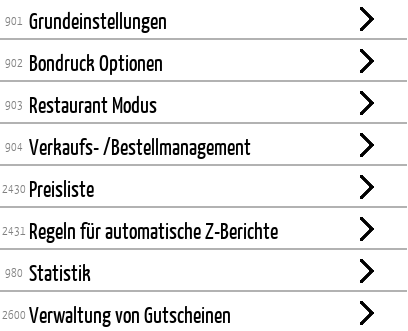 901 Grundeinstellungen
902 Bondruck Optionen
903 Restaurant Modus
904 Verkaufs- /Bestellmanagement
2430 Preisliste
2431 Regeln für automatische Z-Berichte
980 Statistik
2600 Verwaltung von Gutscheinen